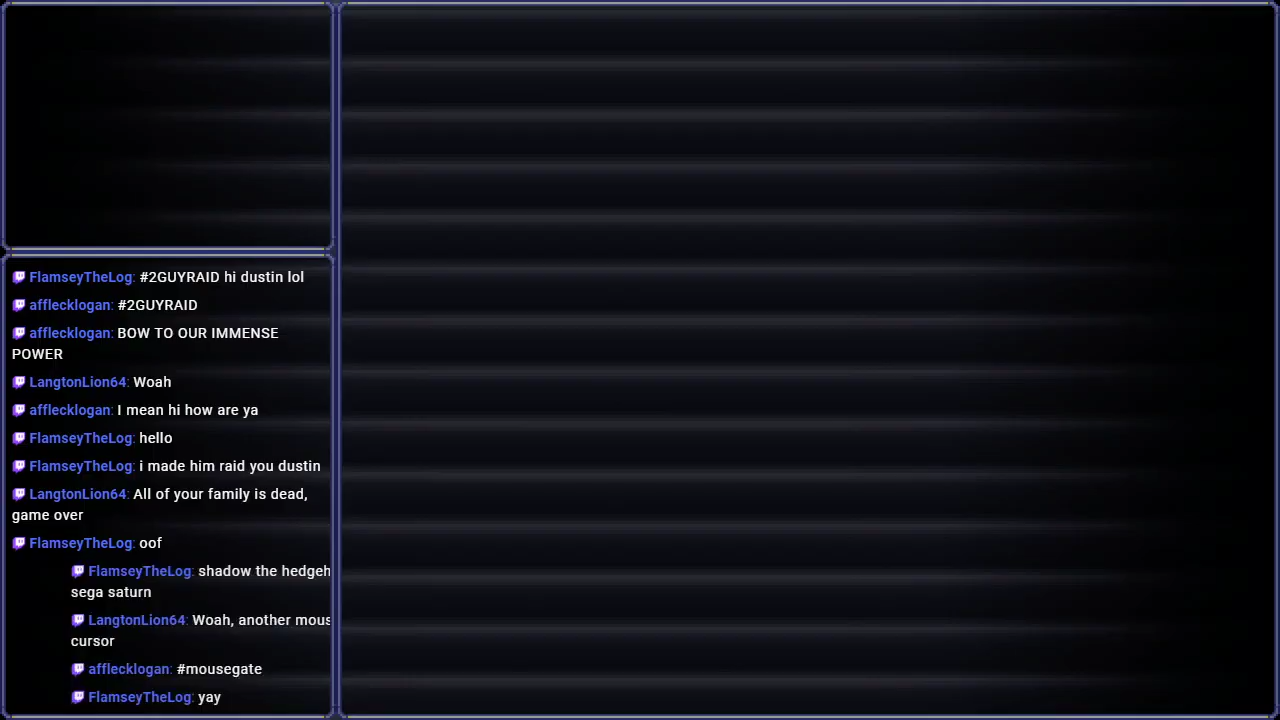 FlamseyTheLog: #2GUYRAID hi dustin lol
afflecklogan: #2GUYRAID
afflecklogan: BOW TO OUR IMMENSE
POWER
LangtonLion64: Woah
afflecklogan: I mean hi how are ya
FlamseyTheLog: hello
FlamseyTheLog: i made him raid you dustin
LangtonLion64: All of your family is dead,
game over
FlamseyTheLog: oof
FlamseyTheLog: shadow the hedgeh
sega saturn
LangtonLion64: Woah, another mous
cursor
afflecklogan: #mousegate
FlamseyTheLog: yay